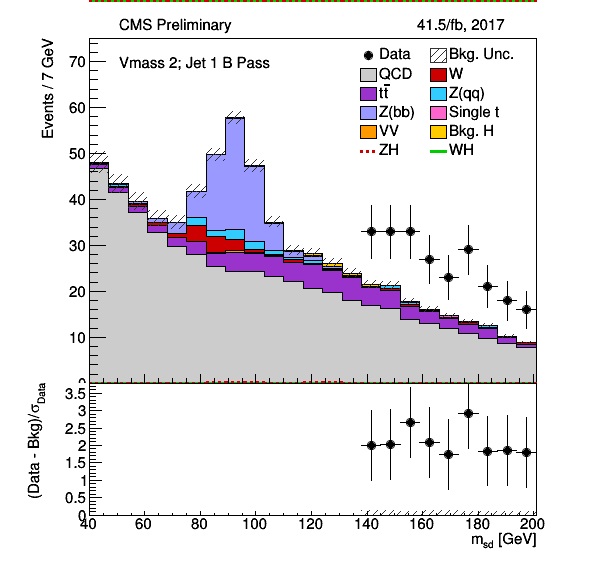 CMS Preliminary 41.5/fb, 2017
Events / 7 GeV
Vmass 2; Jet 1 B Pass
Data Bkg. Unc.
QCD W
tt̅ Z(qq)
Z(bb) Single t
VV Bkg. H
ZH WH
70
60
50
40
30
20
10
0
(Data - Bkg)/σData
3.5
3
2.5
2
1.5
1
0.5
0
40 60 80 100 120 140 160 180 200
msd [GeV]